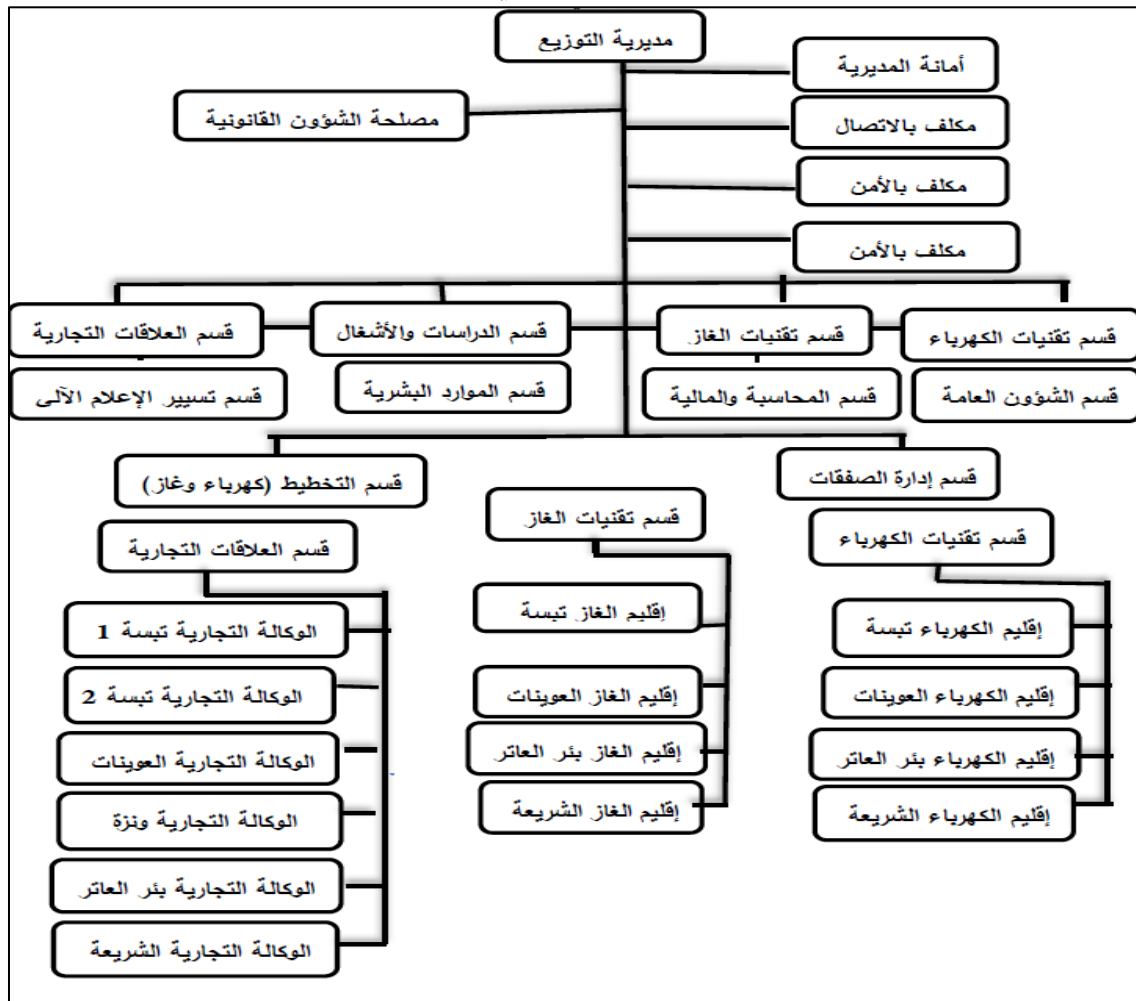 مديرية التوزيع
أمانة المديرية
مصلحة الشؤون القانونية
مكلف بالاتصال
مكلف بالأمن
مكلف بالأمن
قسم تقنيات الكهرباء
قسم تقنيات الغاز
قسم الدراسات والأشغال
قسم العلاقات التجارية
قسم الشؤون العامة
قسم المحاسبة والمالية
قسم الموارد البشرية
قسم تسيير الإعلام الآلى
قسم إدارة الصفقات
قسم التخطيط (كهرباء وغاز)
قسم تقنيات الكهرباء
قسم تقنيات الغاز
قسم العلاقات التجارية
إقليم الكهرباء تبسة
إقليم الكهرباء العوينات
إقليم الكهرباء بئر العاتر
إقليم الكهرباء الشريعة
إقليم الغاز تبسة
إقليم الغاز العوينات
إقليم الغاز بئر العاتر
إقليم الغاز الشريعة
الوكالة التجارية تبسة 1
الوكالة التجارية تبسة 2
الوكالة التجارية العوينات
الوكالة التجارية ونزة
الوكالة التجارية بئر العاتر
الوكالة التجارية الشريعة